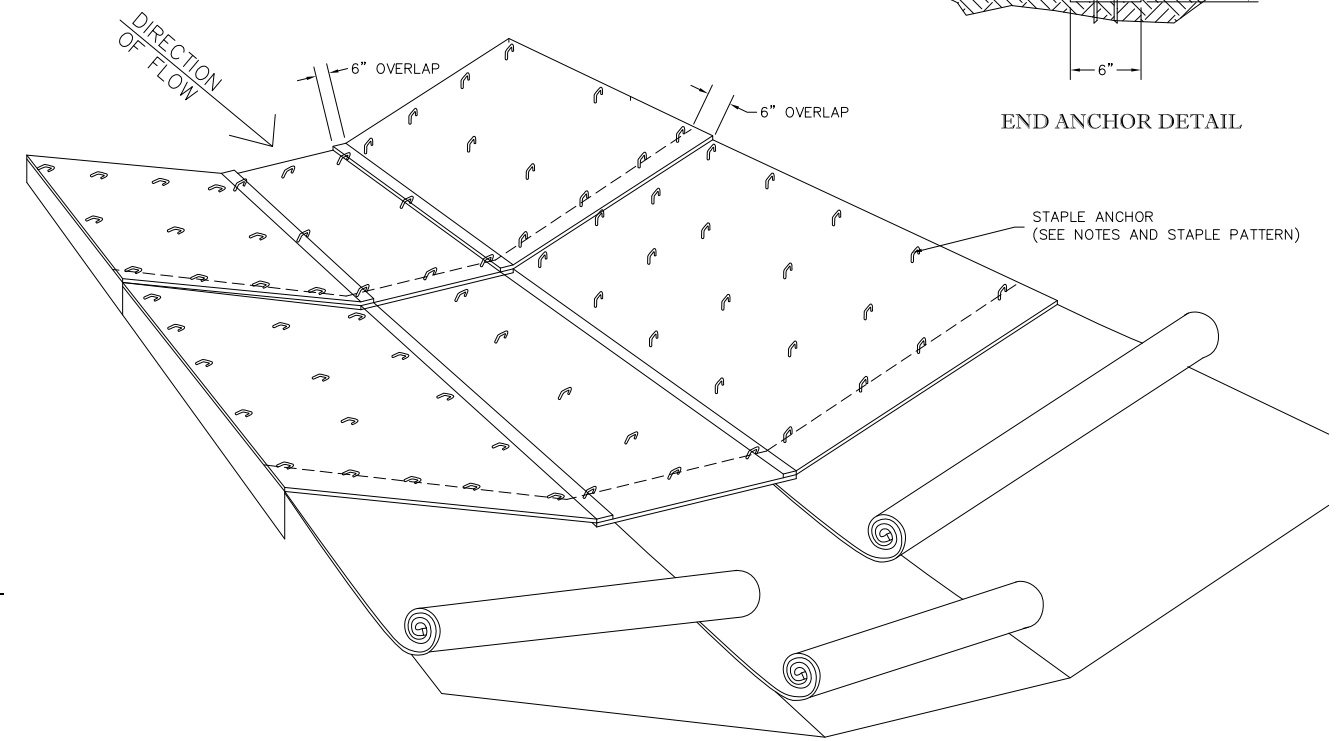 DIRECTION
OF FLOW
6" OVERLAP
6" OVERLAP
6"
END ANCHOR DETAIL
STAPLE ANCHOR
(SEE NOTES AND STAPLE PATTERN)